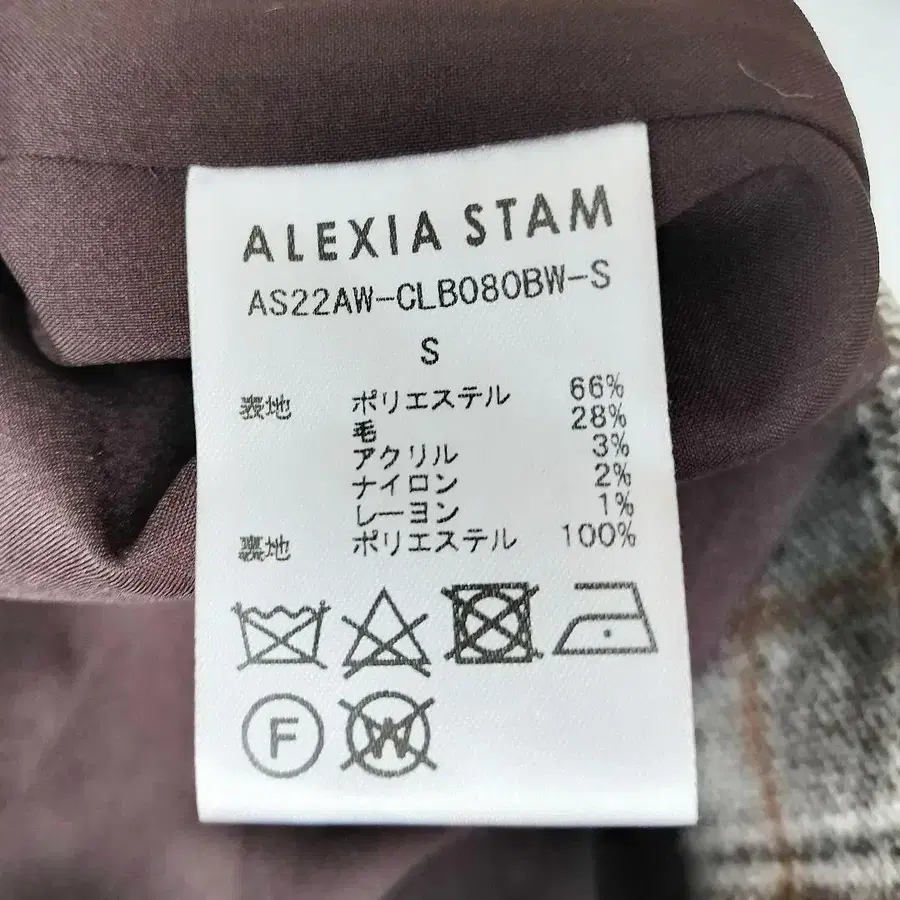 ALEXIA STAM
AS22AW-CLB080BW-S
S
表地 ポリエステル 66%
毛 28%
アクリル 3%
ナイロン 2%
レーヨン 1%
裏地 ポリエステル 100%
F
W